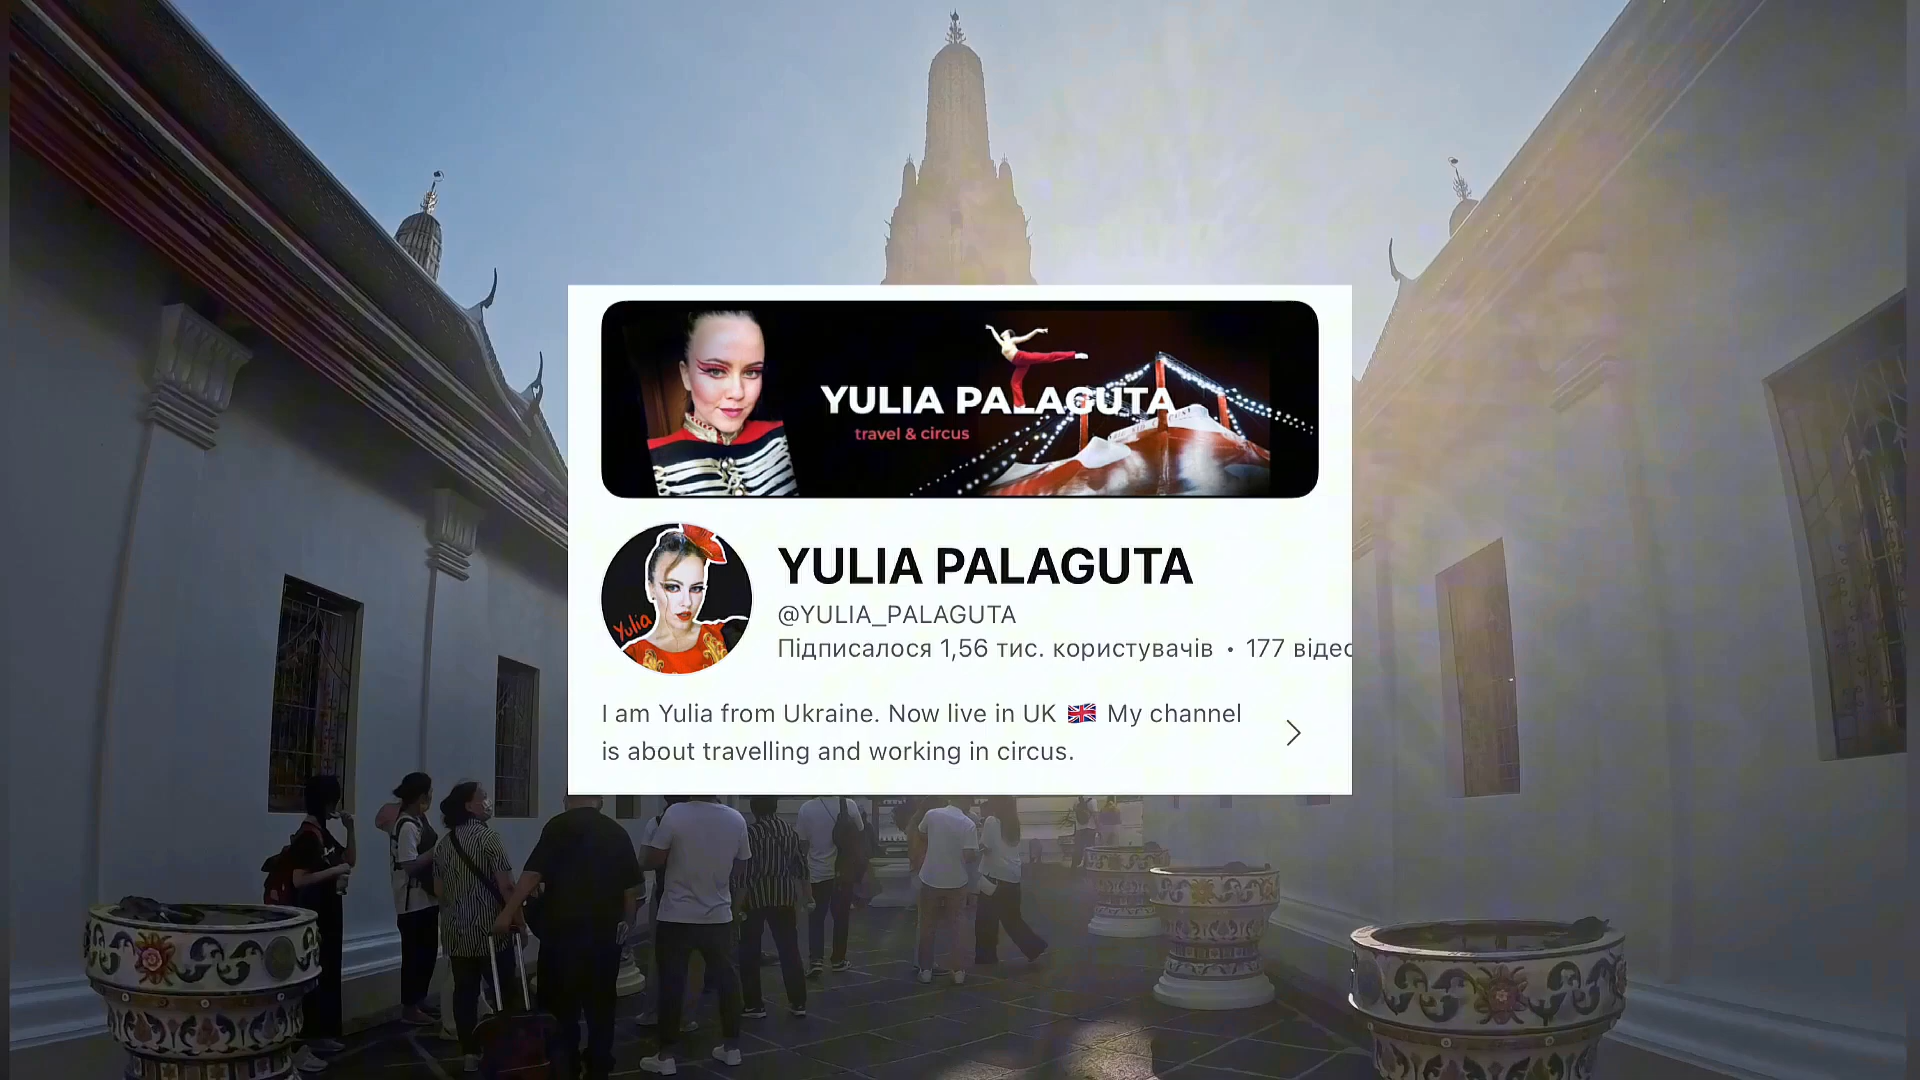 YULIA PALAGUTA
travel & circus
Yulia
YULIA PALAGUTA
@YULIA_PALAGUTA
Підписалося 1,56 тис. користувачів • 177 відео
I am Yulia from Ukraine. Now live in UK 🇬🇧 My channel
is about travelling and working in circus.